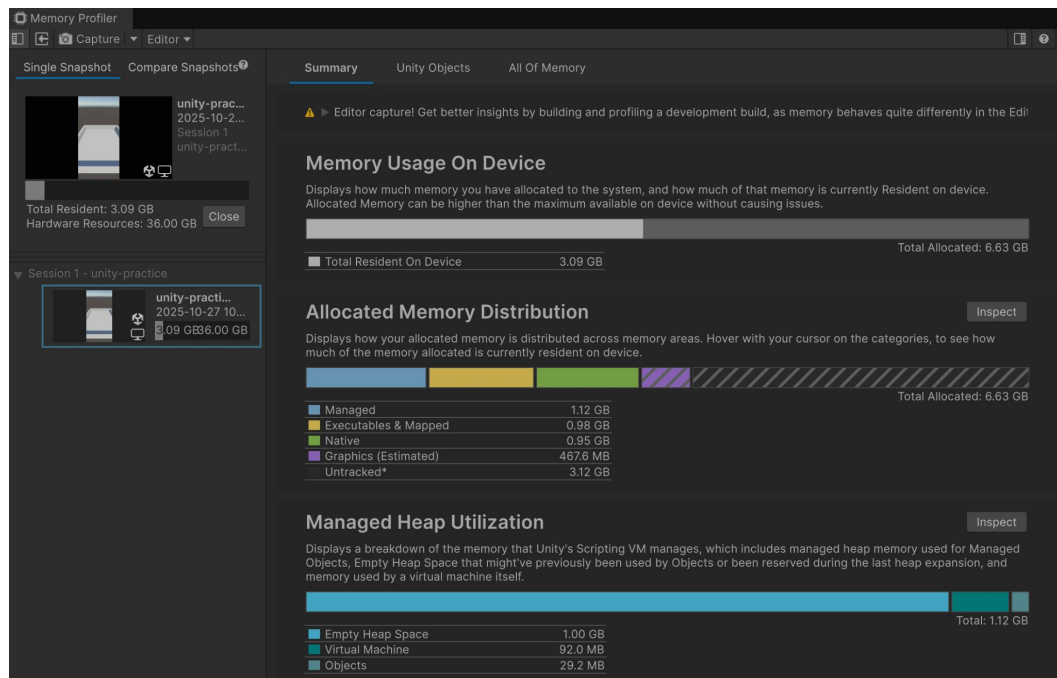 Memory Profiler
Capture Editor
Single Snapshot Compare Snapshots
unity-prac...
2025-10-2...
Session 1
unity-pract...
Total Resident: 3.09 GB
Hardware Resources: 36.00 GB
Close
Session 1 - unity-practice
unity-practi...
2025-10-27 10...
3.09 GB36.00 GB
Summary Unity Objects All Of Memory
Editor capture! Get better insights by building and profiling a development build, as memory behaves quite differently in the Edi
Memory Usage On Device
Displays how much memory you have allocated to the system, and how much of that memory is currently Resident on device.
Allocated Memory can be higher than the maximum available on device without causing issues.
Total Allocated: 6.63 GB
Total Resident On Device 3.09 GB
Allocated Memory Distribution
Inspect
Displays how your allocated memory is distributed across memory areas. Hover with your cursor on the categories, to see how
much of the memory allocated is currently resident on device.
Total Allocated: 6.63 GB
Managed 1.12 GB
Executables & Mapped 0.98 GB
Native 0.95 GB
Graphics (Estimated) 467.6 MB
Untracked* 3.12 GB
Managed Heap Utilization
Inspect
Displays a breakdown of the memory that Unity's Scripting VM manages, which includes managed heap memory used for Managed
Objects, Empty Heap Space that might've previously been used by Objects or been reserved during the last heap expansion, and
memory used by a virtual machine itself.
Total: 1.12 GB
Empty Heap Space 1.00 GB
Virtual Machine 92.0 MB
Objects 29.2 MB